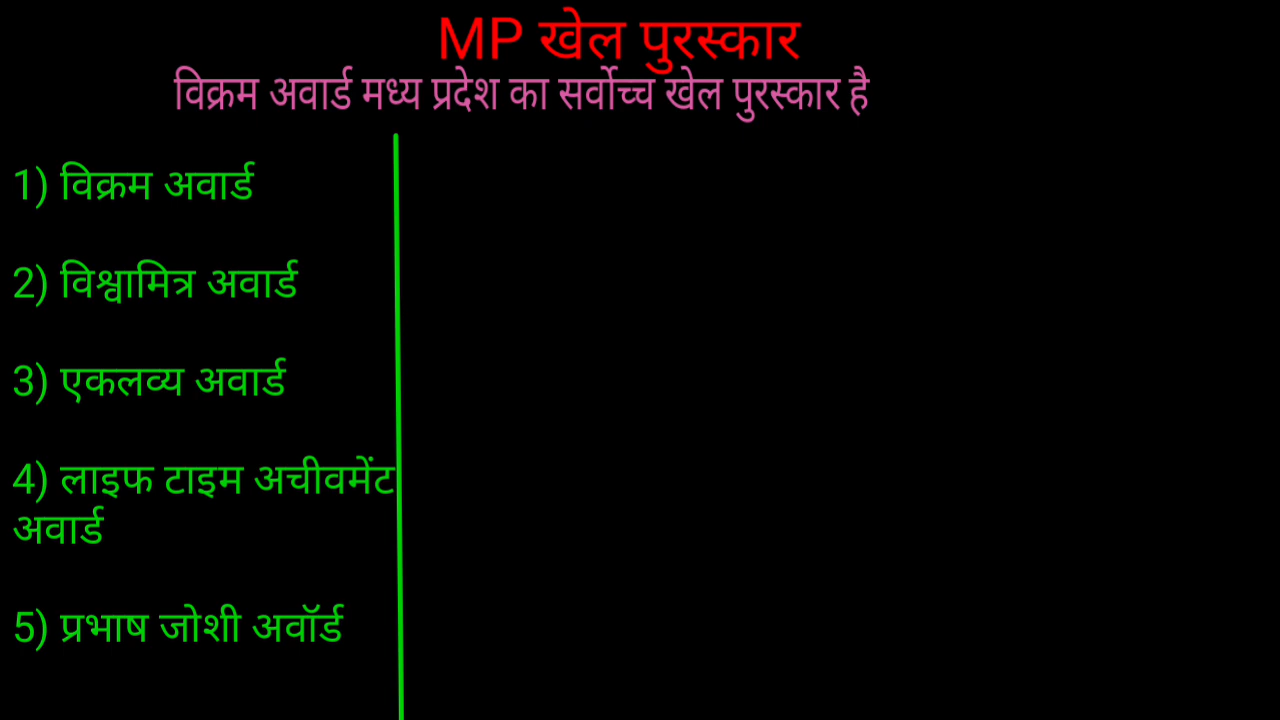 MP खेल पुरस्कार
विक्रम अवार्ड मध्य प्रदेश का सर्वोच्च खेल पुरस्कार है
1) विक्रम अवार्ड
2) विश्वामित्र अवार्ड
3) एकलव्य अवार्ड
4) लाइफ टाइम अचीवमेंट
अवार्ड
5) प्रभाष जोशी अवॉर्ड